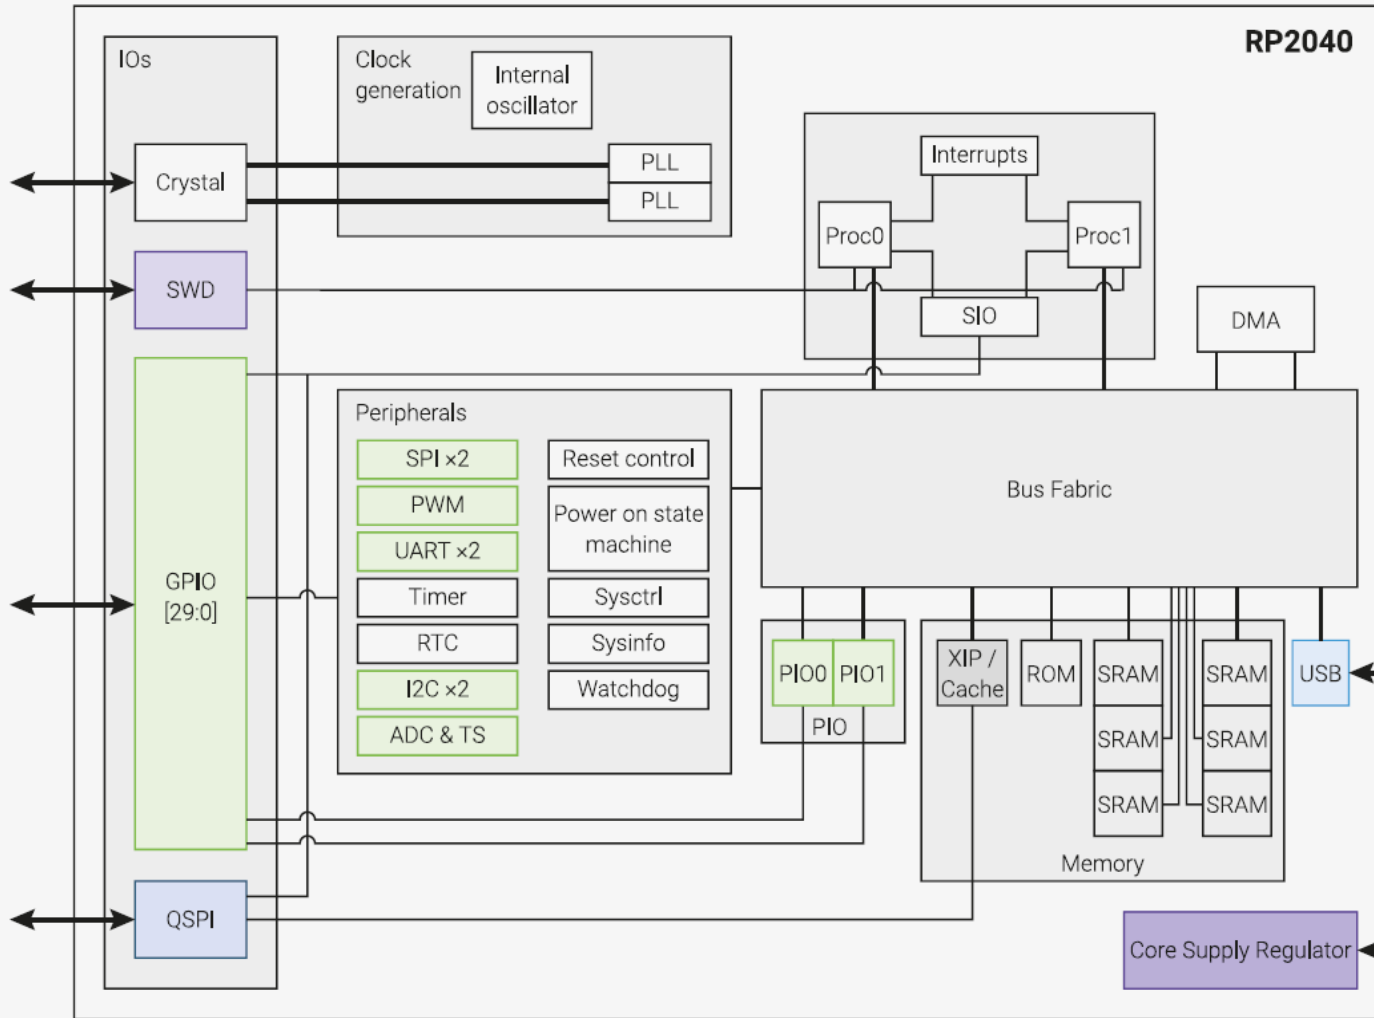 RP2040
IOs
Crystal
SWD
GPIO
[29:0]
QSPI
Clock
generation
Internal
oscillator
PLL
PLL
Interrupts
Proc0
Proc1
SIO
DMA
Peripherals
SPI ×2
PWM
UART ×2
Timer
RTC
I2C ×2
ADC & TS
Reset control
Power on state
machine
Sysctrl
Sysinfo
Watchdog
Bus Fabric
PIO0
PIO1
PIO
XIP /
Cache
ROM
SRAM
SRAM
SRAM
SRAM
SRAM
SRAM
Memory
USB
Core Supply Regulator